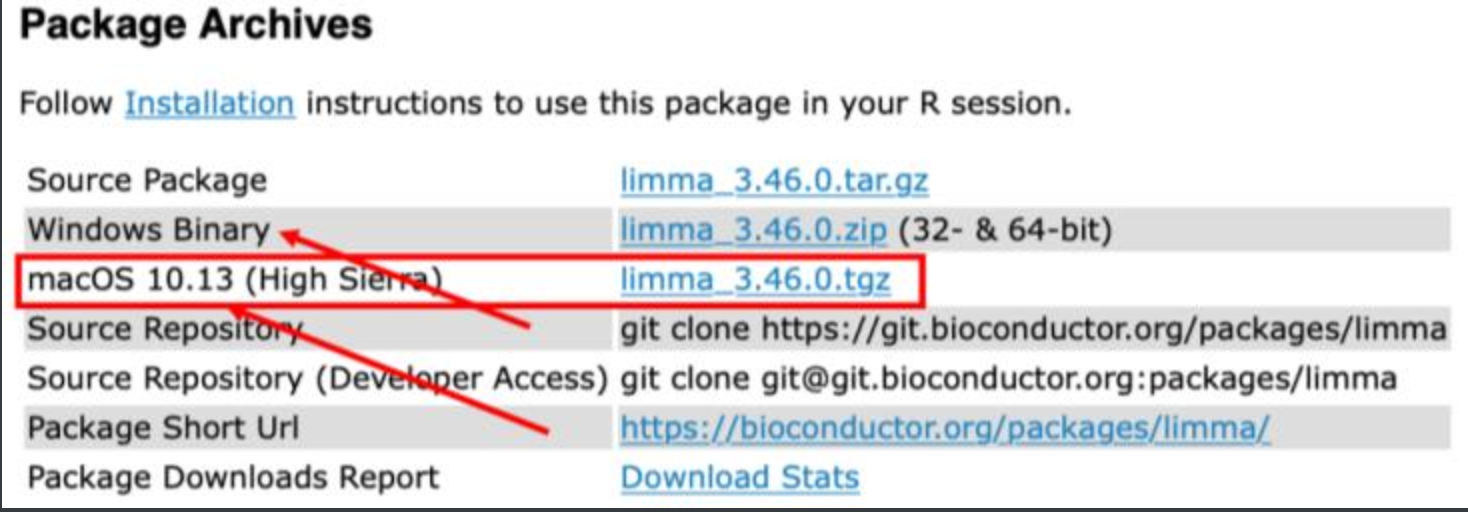 Package Archives
Follow Installation instructions to use this package in your R session.
Source Package limma_3.46.0.tar.gz
Windows Binary limma_3.46.0.zip (32- & 64-bit)
macOS 10.13 (High Sierra) limma_3.46.0.tgz
Source Repository git clone https://git.bioconductor.org/packages/limma
Source Repository (Developer Access) git clone git@git.bioconductor.org:packages/limma
Package Short Url https://bioconductor.org/packages/limma/
Package Downloads Report Download Stats